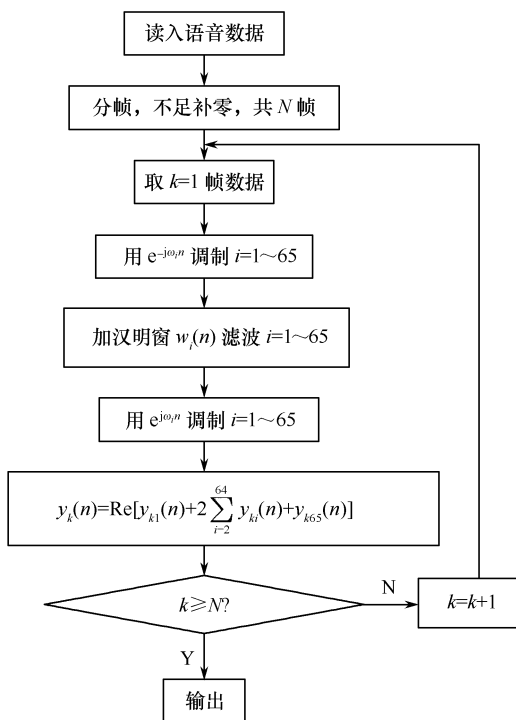 读入语音数据
分帧，不足补零，共 N 帧
取 k=1 帧数据
用 e^{-jω_i n} 调制 i=1～65
加汉明窗 w_i(n) 滤波 i=1～65
用 e^{jω_i n} 调制 i=1～65
y_k(n)=Re[y_{k1}(n)+2∑_{i=2}^{64} y_{ki}(n)+y_{k65}(n)]
k≥N?
N
k=k+1
Y
输出